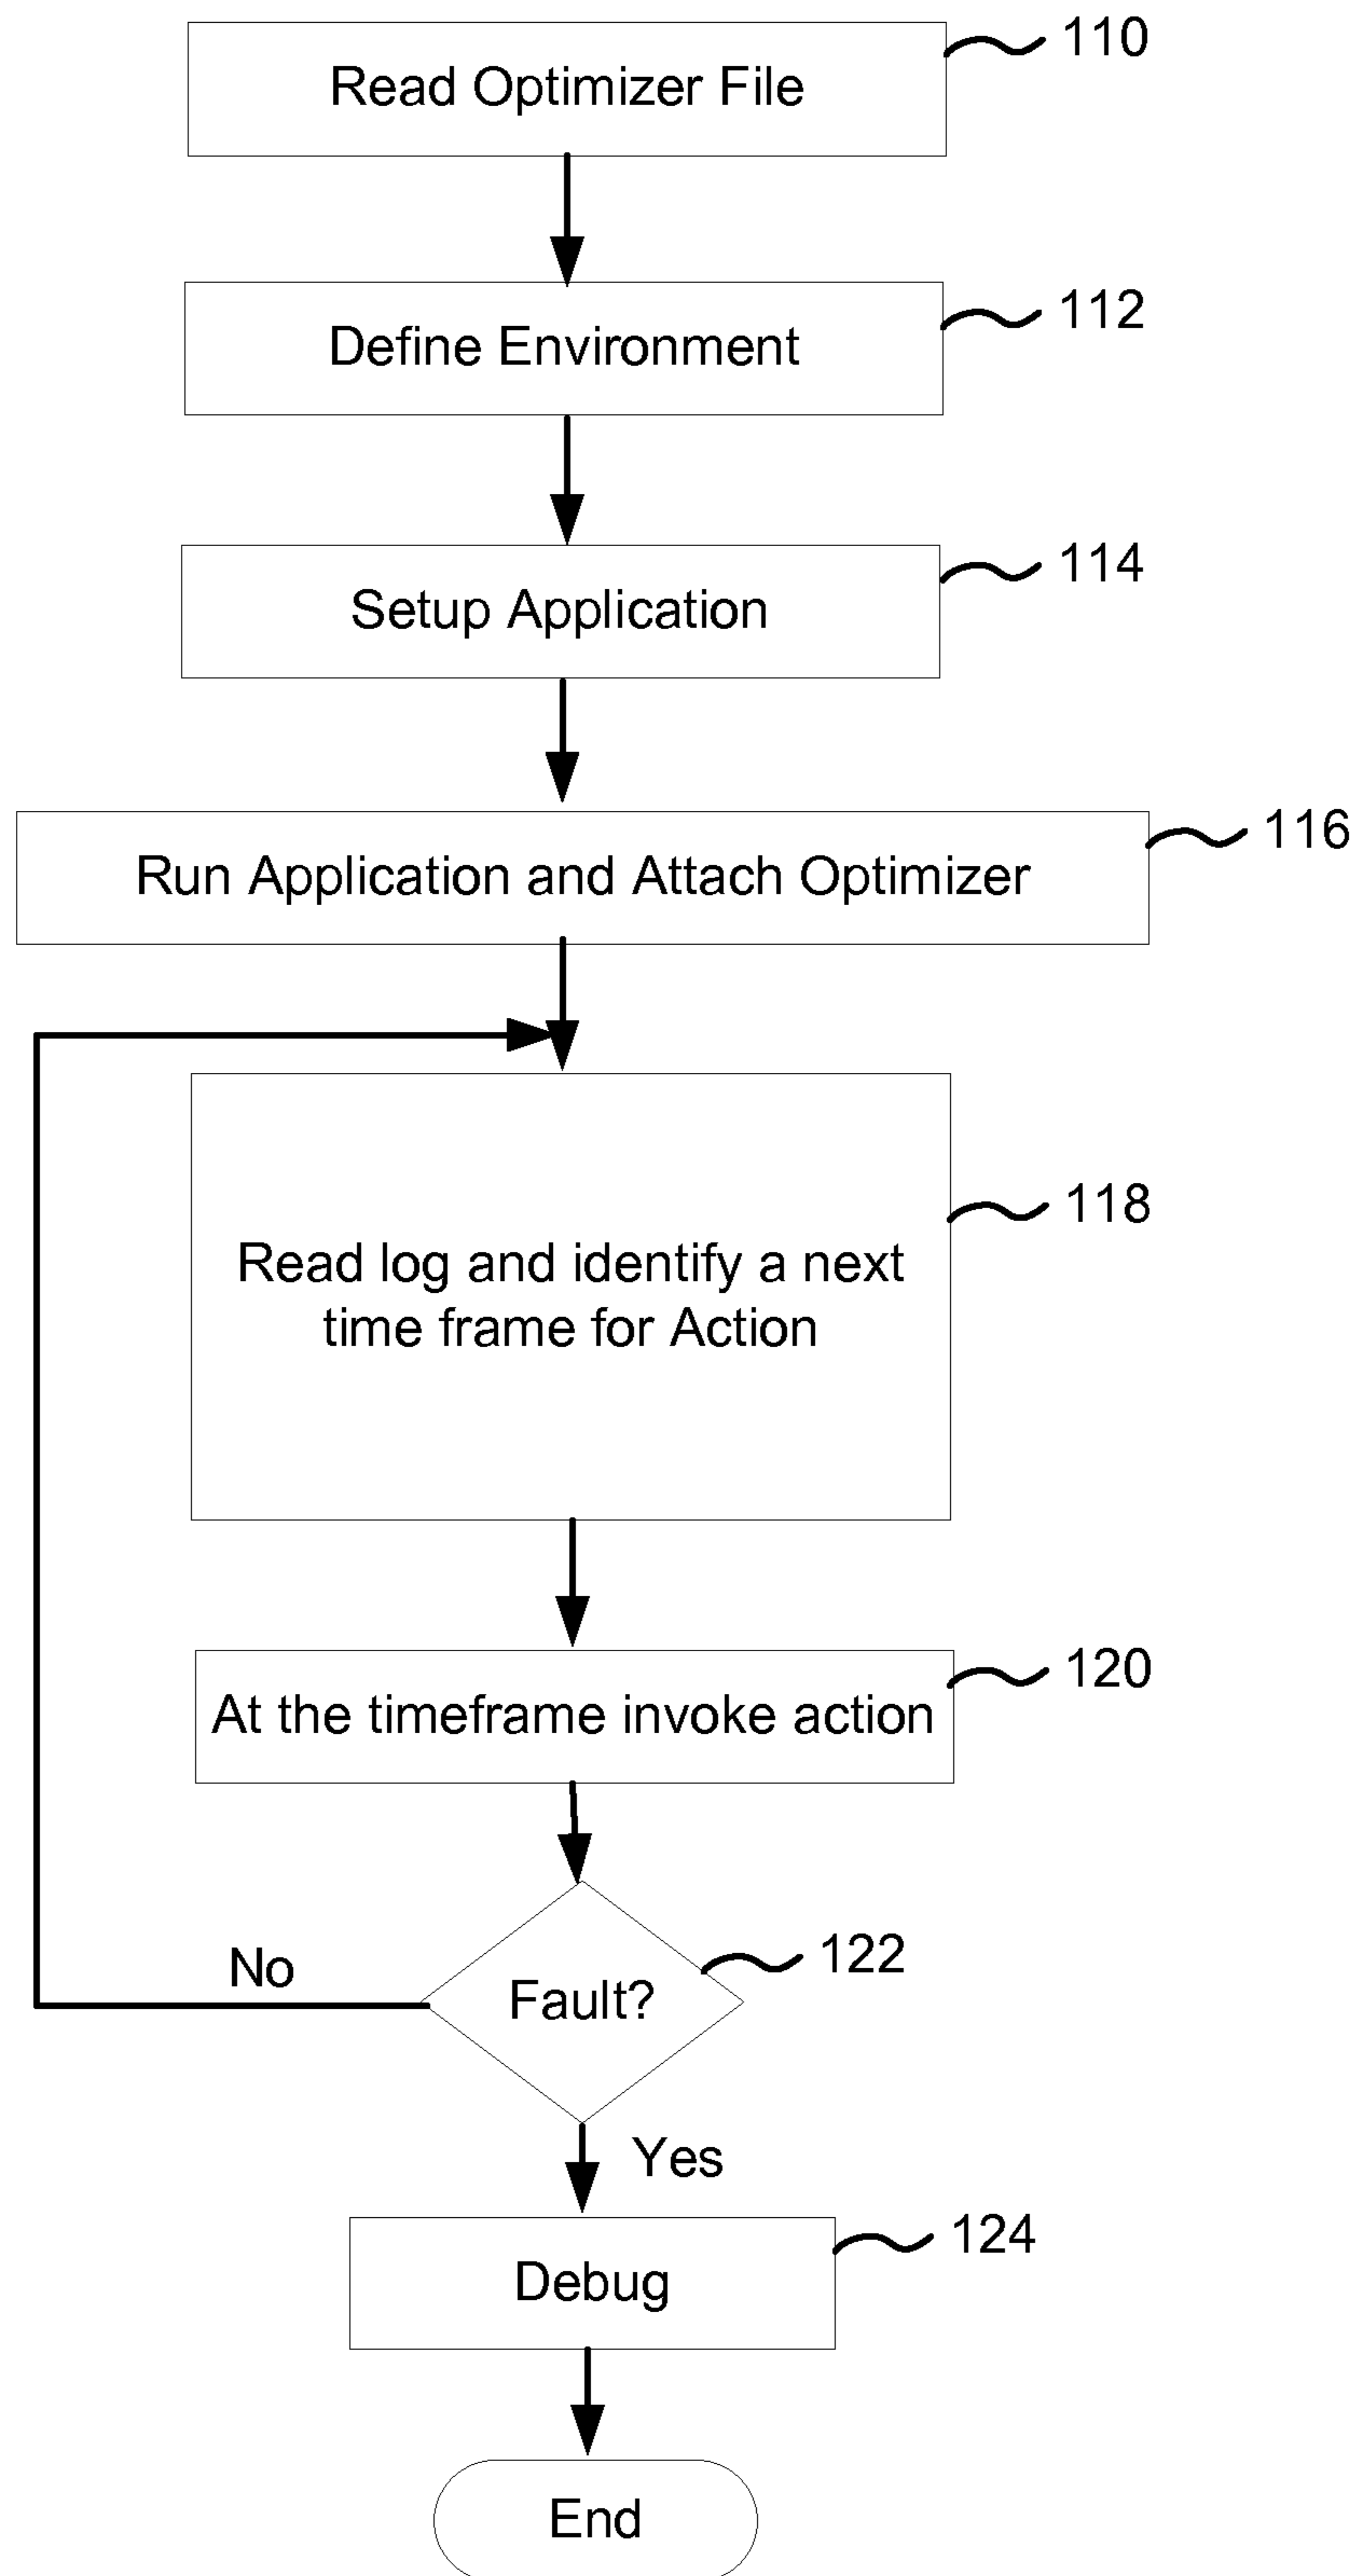 Read Optimizer File
110
Define Environment
112
Setup Application
114
Run Application and Attach Optimizer
116
Read log and identify a next
time frame for Action
118
At the timeframe invoke action
120
Fault?
122
No
Yes
Debug
124
End